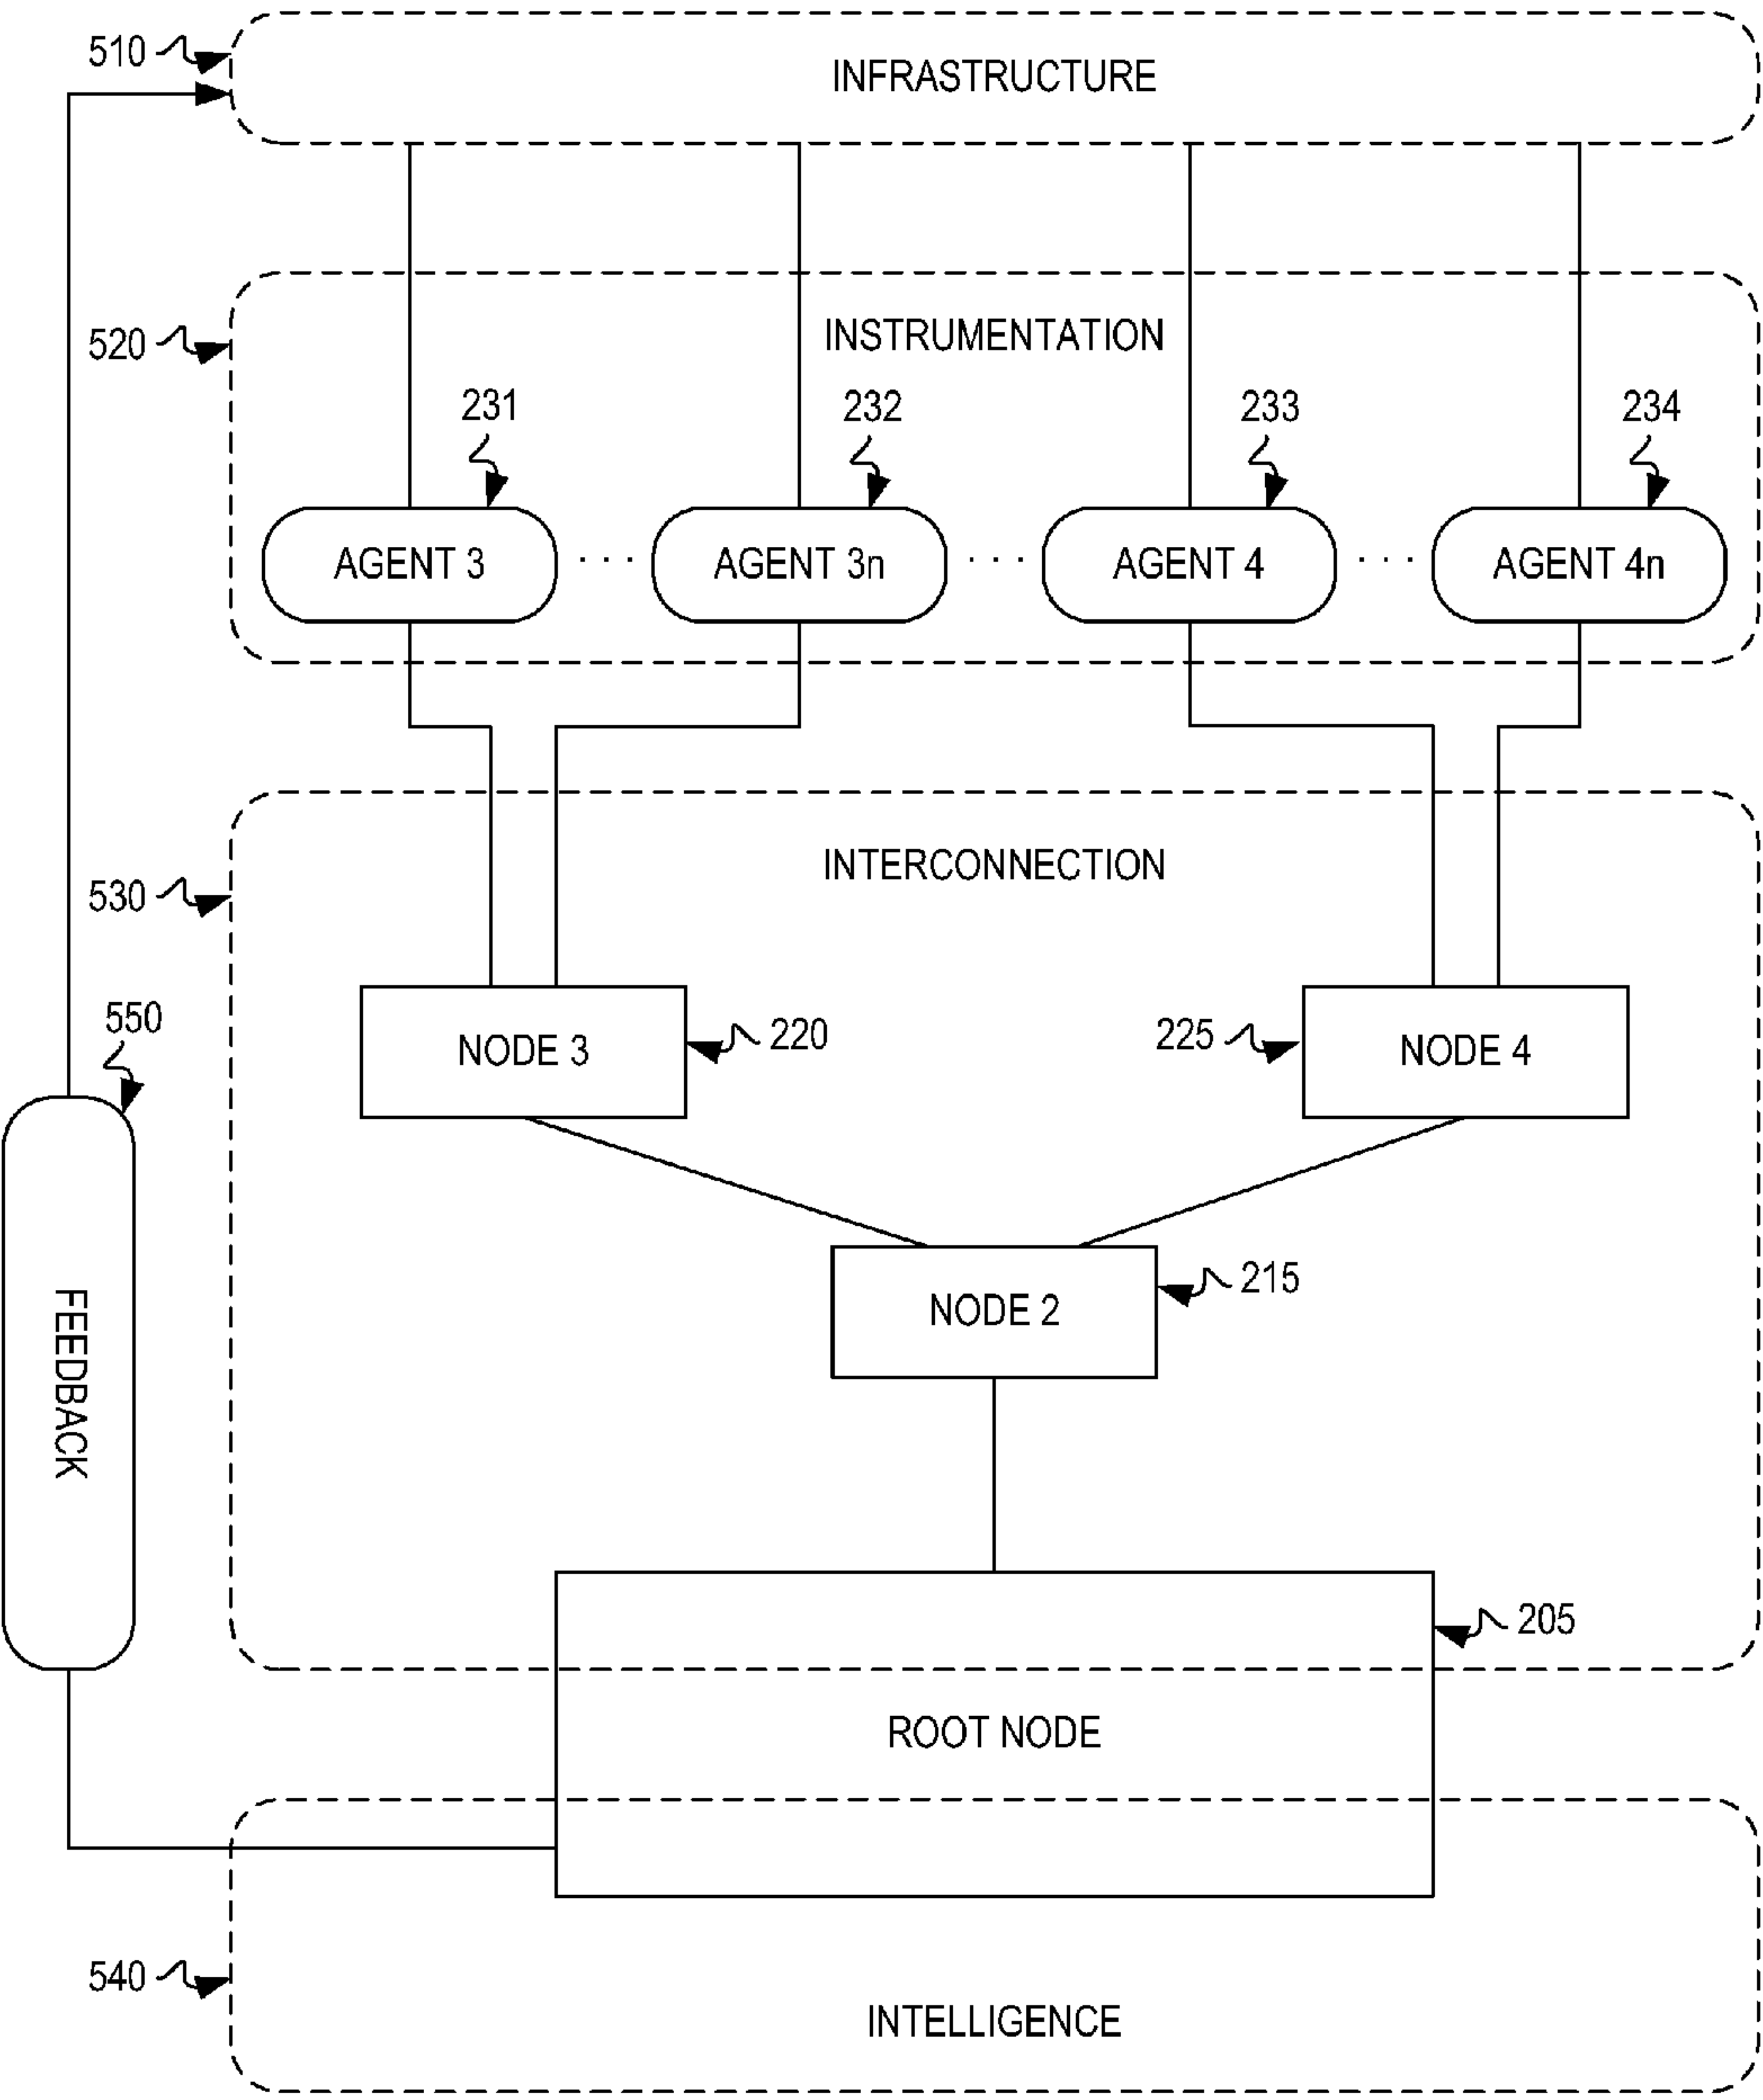 510
INFRASTRUCTURE
520
INSTRUMENTATION
231
232
233
234
AGENT 3
. . .
AGENT 3n
. . .
AGENT 4
. . .
AGENT 4n
INTERCONNECTION
530
550
NODE 3
220
225
NODE 4
215
NODE 2
FEEDBACK
205
ROOT NODE
540
INTELLIGENCE